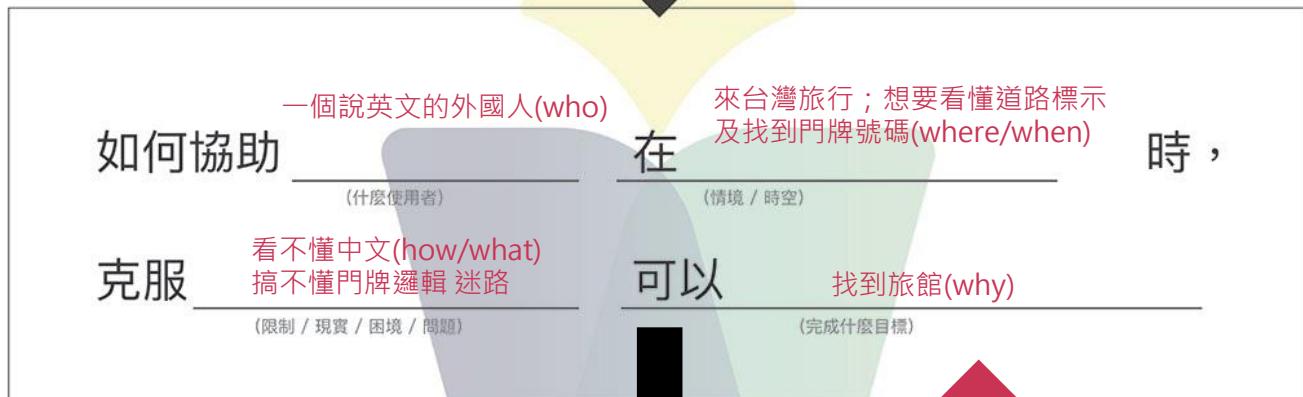 一個說英文的外國人(who)
來台灣旅行；想要看懂道路標示
及找到門牌號碼(where/when)
如何協助 在 時，
(什麼使用者) (情境 / 時空)
看不懂中文(how/what)
搞不懂門牌邏輯 迷路
克服 可以 找到旅館(why)
(限制 / 現實 / 困境 / 問題) (完成什麼目標)